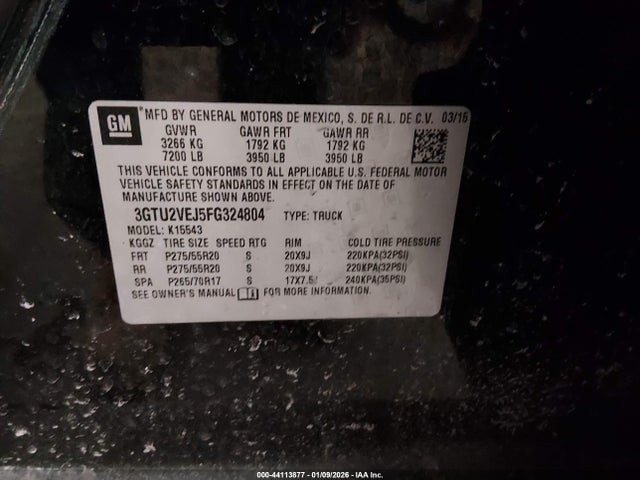 GM
MFD BY GENERAL MOTORS DE MEXICO, S. DE R.L. DE C.V. 03/15
GVWR GAWR FRT GAWR RR
3266 KG 1792 KG 1792 KG
7200 LB 3950 LB 3950 LB
THIS VEHICLE CONFORMS TO ALL APPLICABLE U.S. FEDERAL MOTOR
VEHICLE SAFETY STANDARDS IN EFFECT ON THE DATE OF
MANUFACTURE SHOWN ABOVE.
3GTU2VEJ5FG324804 TYPE: TRUCK
MODEL: K15543
KGGZ TIRE SIZE SPEED RTG RIM COLD TIRE PRESSURE
FRT P275/55R20 S 20X9J 220KPA(32PSI)
RR P275/55R20 S 20X9J 220KPA(32PSI)
SPA P265/70R17 S 17X7.5J 240KPA(35PSI)
SEE OWNER'S MANUAL FOR MORE INFORMATION.
000-44113877 - 01/09/2026 - IAA Inc.